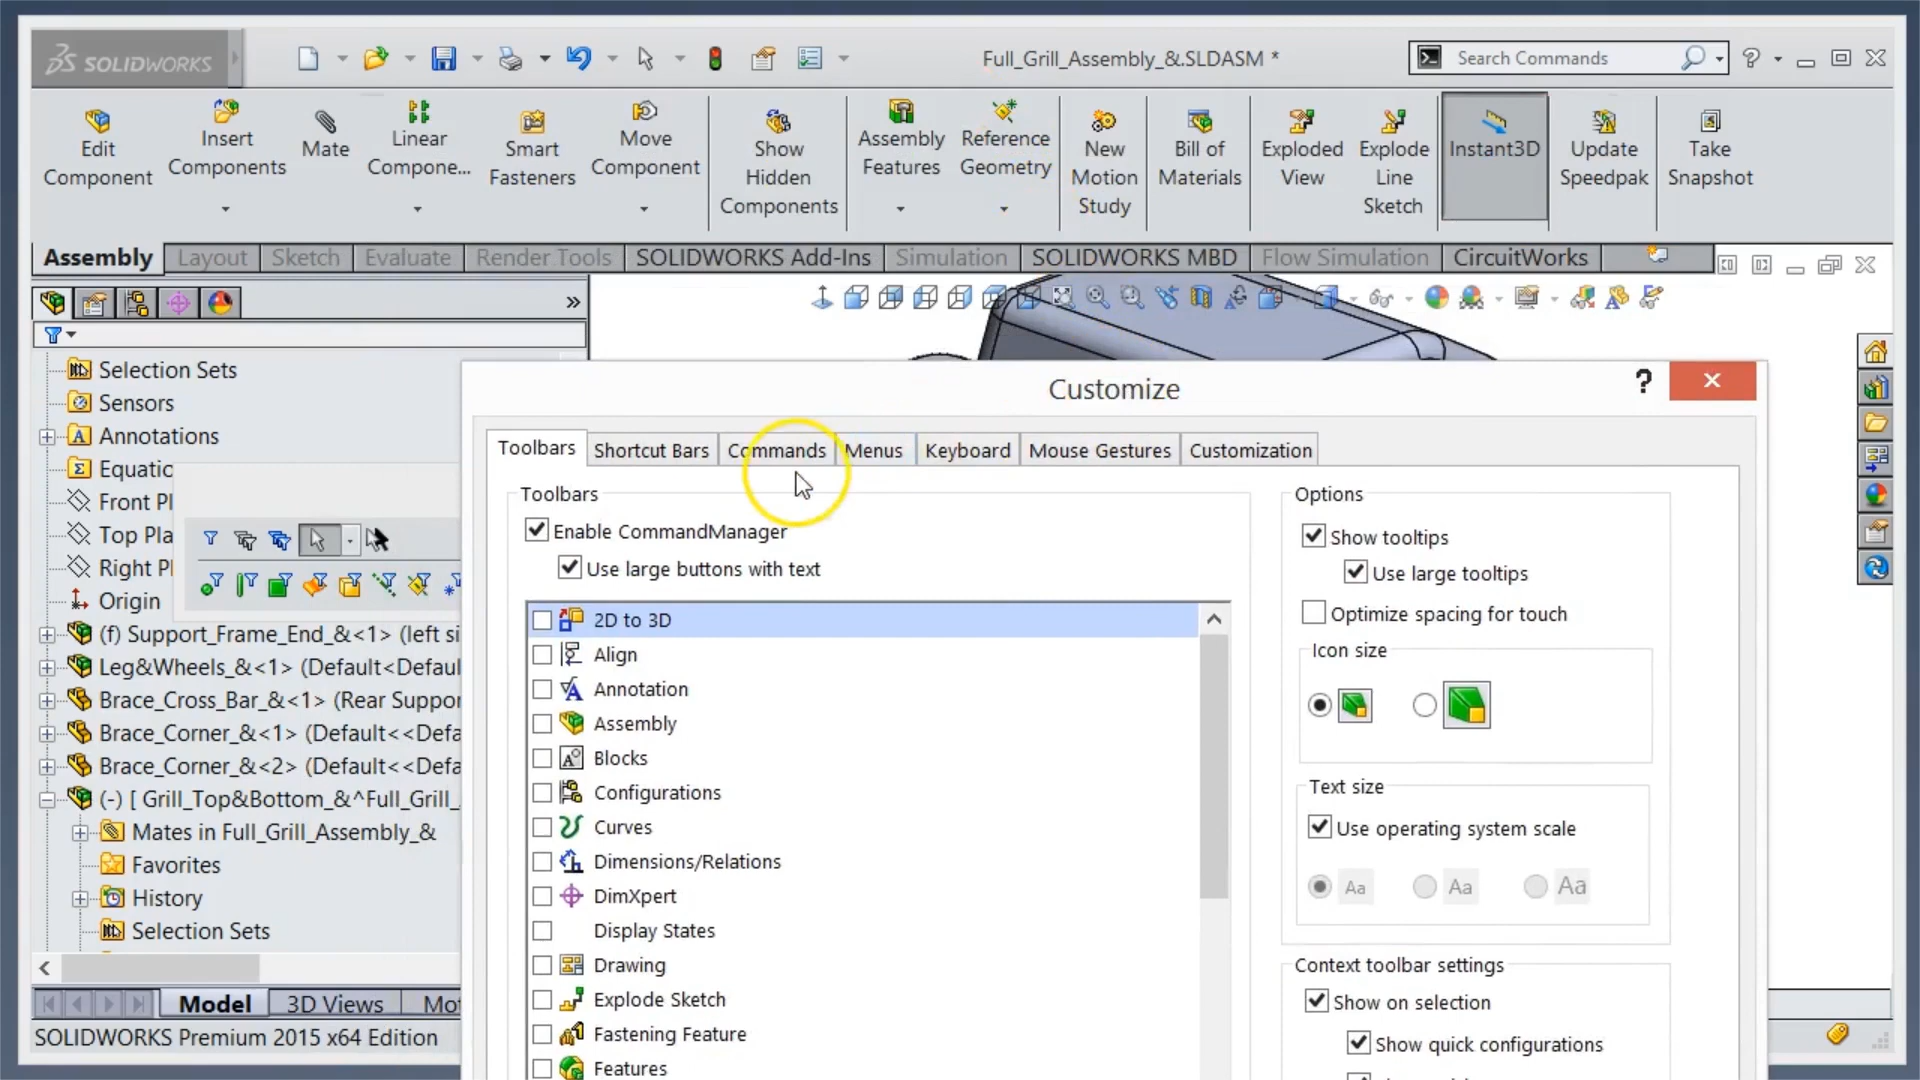 SOLIDWORKS
Full_Grill_Assembly_&.SLDASM *
Search Commands
?
Edit
Component
Insert
Components
Mate
Linear
Compone...
Smart
Fasteners
Move
Component
Show
Hidden
Components
Assembly
Features
Reference
Geometry
New
Motion
Study
Bill of
Materials
Exploded
View
Explode
Line
Sketch
Instant3D
Update
Speedpak
Take
Snapshot
Assembly
Layout
Sketch
Evaluate
Render Tools
SOLIDWORKS Add-Ins
Simulation
SOLIDWORKS MBD
Flow Simulation
CircuitWorks
Selection Sets
Sensors
Annotations
Equatic
Front Pl
Top Pla
Right Pl
Origin
(f) Support_Frame_End_&<1> (left si
Leg&Wheels_&<1> (Default<Defaul
Brace_Cross_Bar_&<1> (Rear Suppor
Brace_Corner_&<1> (Default<<Defa
Brace_Corner_&<2> (Default<<Defa
(-) [ Grill_Top&Bottom_&^Full_Grill_
Mates in Full_Grill_Assembly_&
Favorites
History
Selection Sets
Model
3D Views
Mot
SOLIDWORKS Premium 2015 x64 Edition
Customize
?
Toolbars
Shortcut Bars
Commands
Menus
Keyboard
Mouse Gestures
Customization
Toolbars
Enable CommandManager
Use large buttons with text
2D to 3D
Align
Annotation
Assembly
Blocks
Configurations
Curves
Dimensions/Relations
DimXpert
Display States
Drawing
Explode Sketch
Fastening Feature
Features
Options
Show tooltips
Use large tooltips
Optimize spacing for touch
Icon size
Text size
Use operating system scale
Aa
Aa
Aa
Context toolbar settings
Show on selection
Show quick configurations